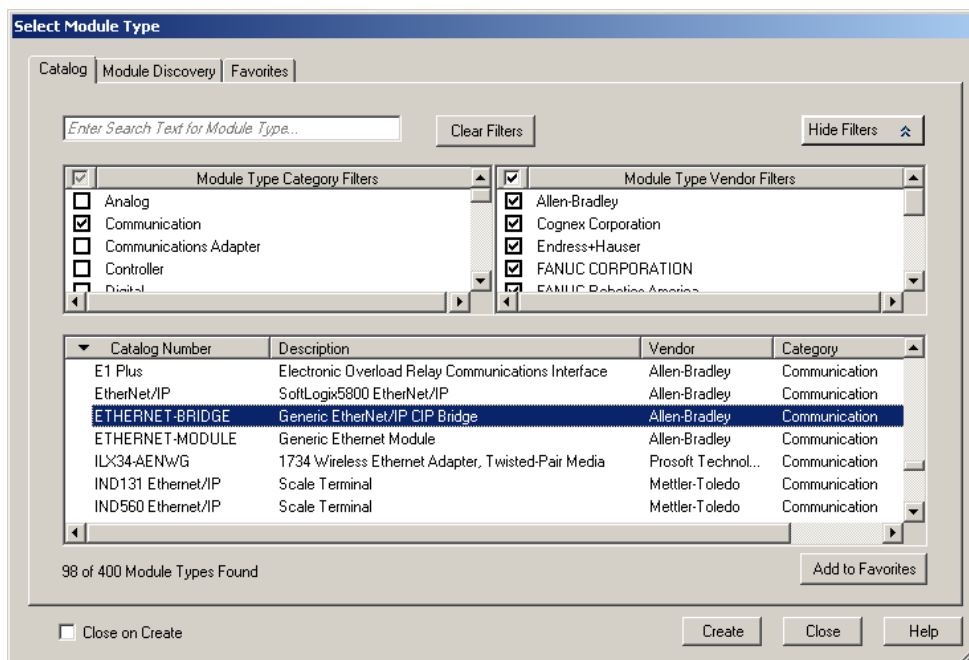 Select Module Type
Catalog Module Discovery Favorites
Enter Search Text for Module Type...
Clear Filters
Hide Filters
Module Type Category Filters
Analog
Communication
Communications Adapter
Controller
Digital
Module Type Vendor Filters
Allen-Bradley
Cognex Corporation
Endress+Hauser
FANUC CORPORATION
FANUC Robotics America
Catalog Number Description Vendor Category
E1 Plus Electronic Overload Relay Communications Interface Allen-Bradley Communication
EtherNet/IP SoftLogix5800 EtherNet/IP Allen-Bradley Communication
ETHERNET-BRIDGE Generic EtherNet/IP CIP Bridge Allen-Bradley Communication
ETHERNET-MODULE Generic Ethernet Module Allen-Bradley Communication
ILX34-AENWG 1734 Wireless Ethernet Adapter, Twisted-Pair Media Prosoft Technol... Communication
IND131 Ethernet/IP Scale Terminal Mettler-Toledo Communication
IND560 Ethernet/IP Scale Terminal Mettler-Toledo Communication
98 of 400 Module Types Found
Add to Favorites
Close on Create
Create Close Help